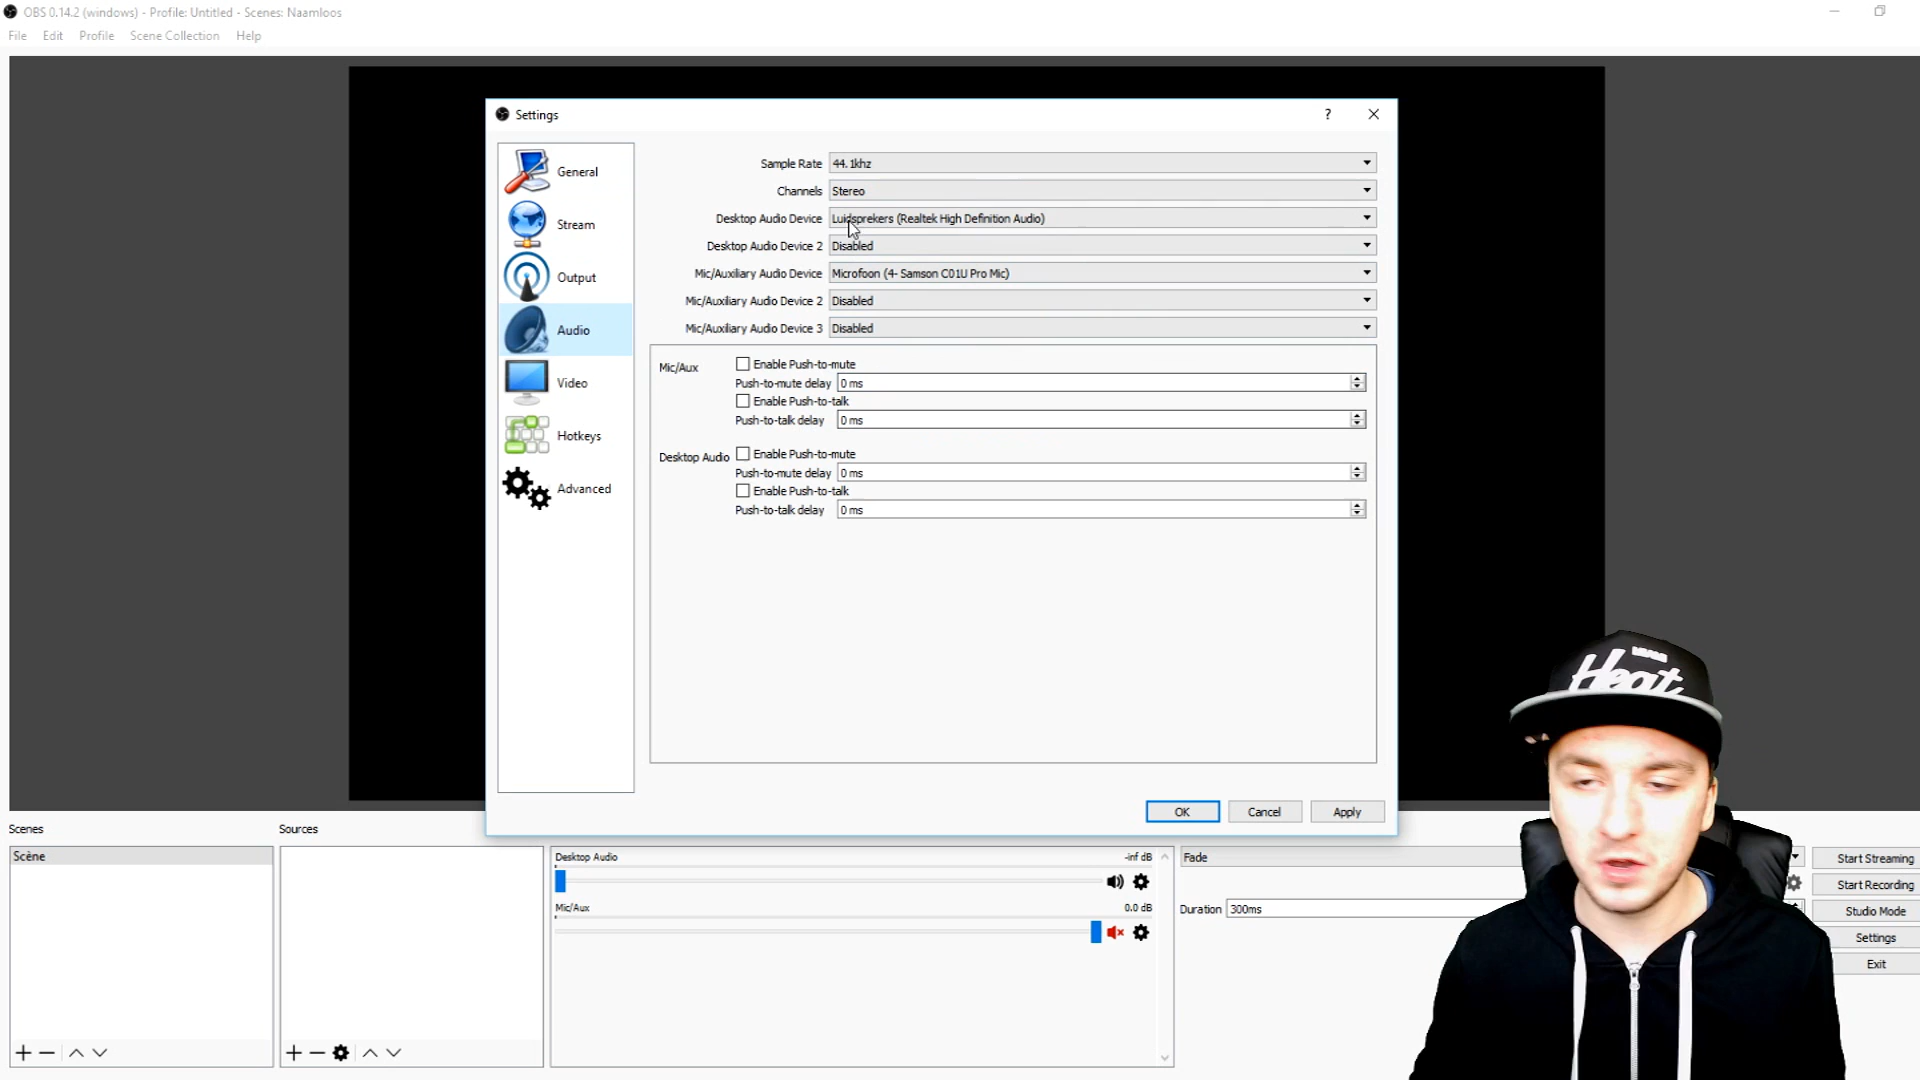 OBS 0.14.2 (windows) - Profile: Untitled - Scenes: Naamloos
File Edit Profile Scene Collection Help
Settings
?
General
Stream
Output
Audio
Video
Hotkeys
Advanced
Sample Rate 44.1khz
Channels Stereo
Desktop Audio Device Luidsprekers (Realtek High Definition Audio)
Desktop Audio Device 2 Disabled
Mic/Auxiliary Audio Device Microfoon (4- Samson C01U Pro Mic)
Mic/Auxiliary Audio Device 2 Disabled
Mic/Auxiliary Audio Device 3 Disabled
Mic/Aux Enable Push-to-mute
Push-to-mute delay 0 ms
Enable Push-to-talk
Push-to-talk delay 0 ms
Desktop Audio Enable Push-to-mute
Push-to-mute delay 0 ms
Enable Push-to-talk
Push-to-talk delay 0 ms
OK Cancel Apply
Scenes
Scène
Sources
Desktop Audio -inf dB
Mic/Aux 0.0 dB
Fade
Duration 300ms
Start Streaming
Start Recording
Studio Mode
Settings
Exit
Heat